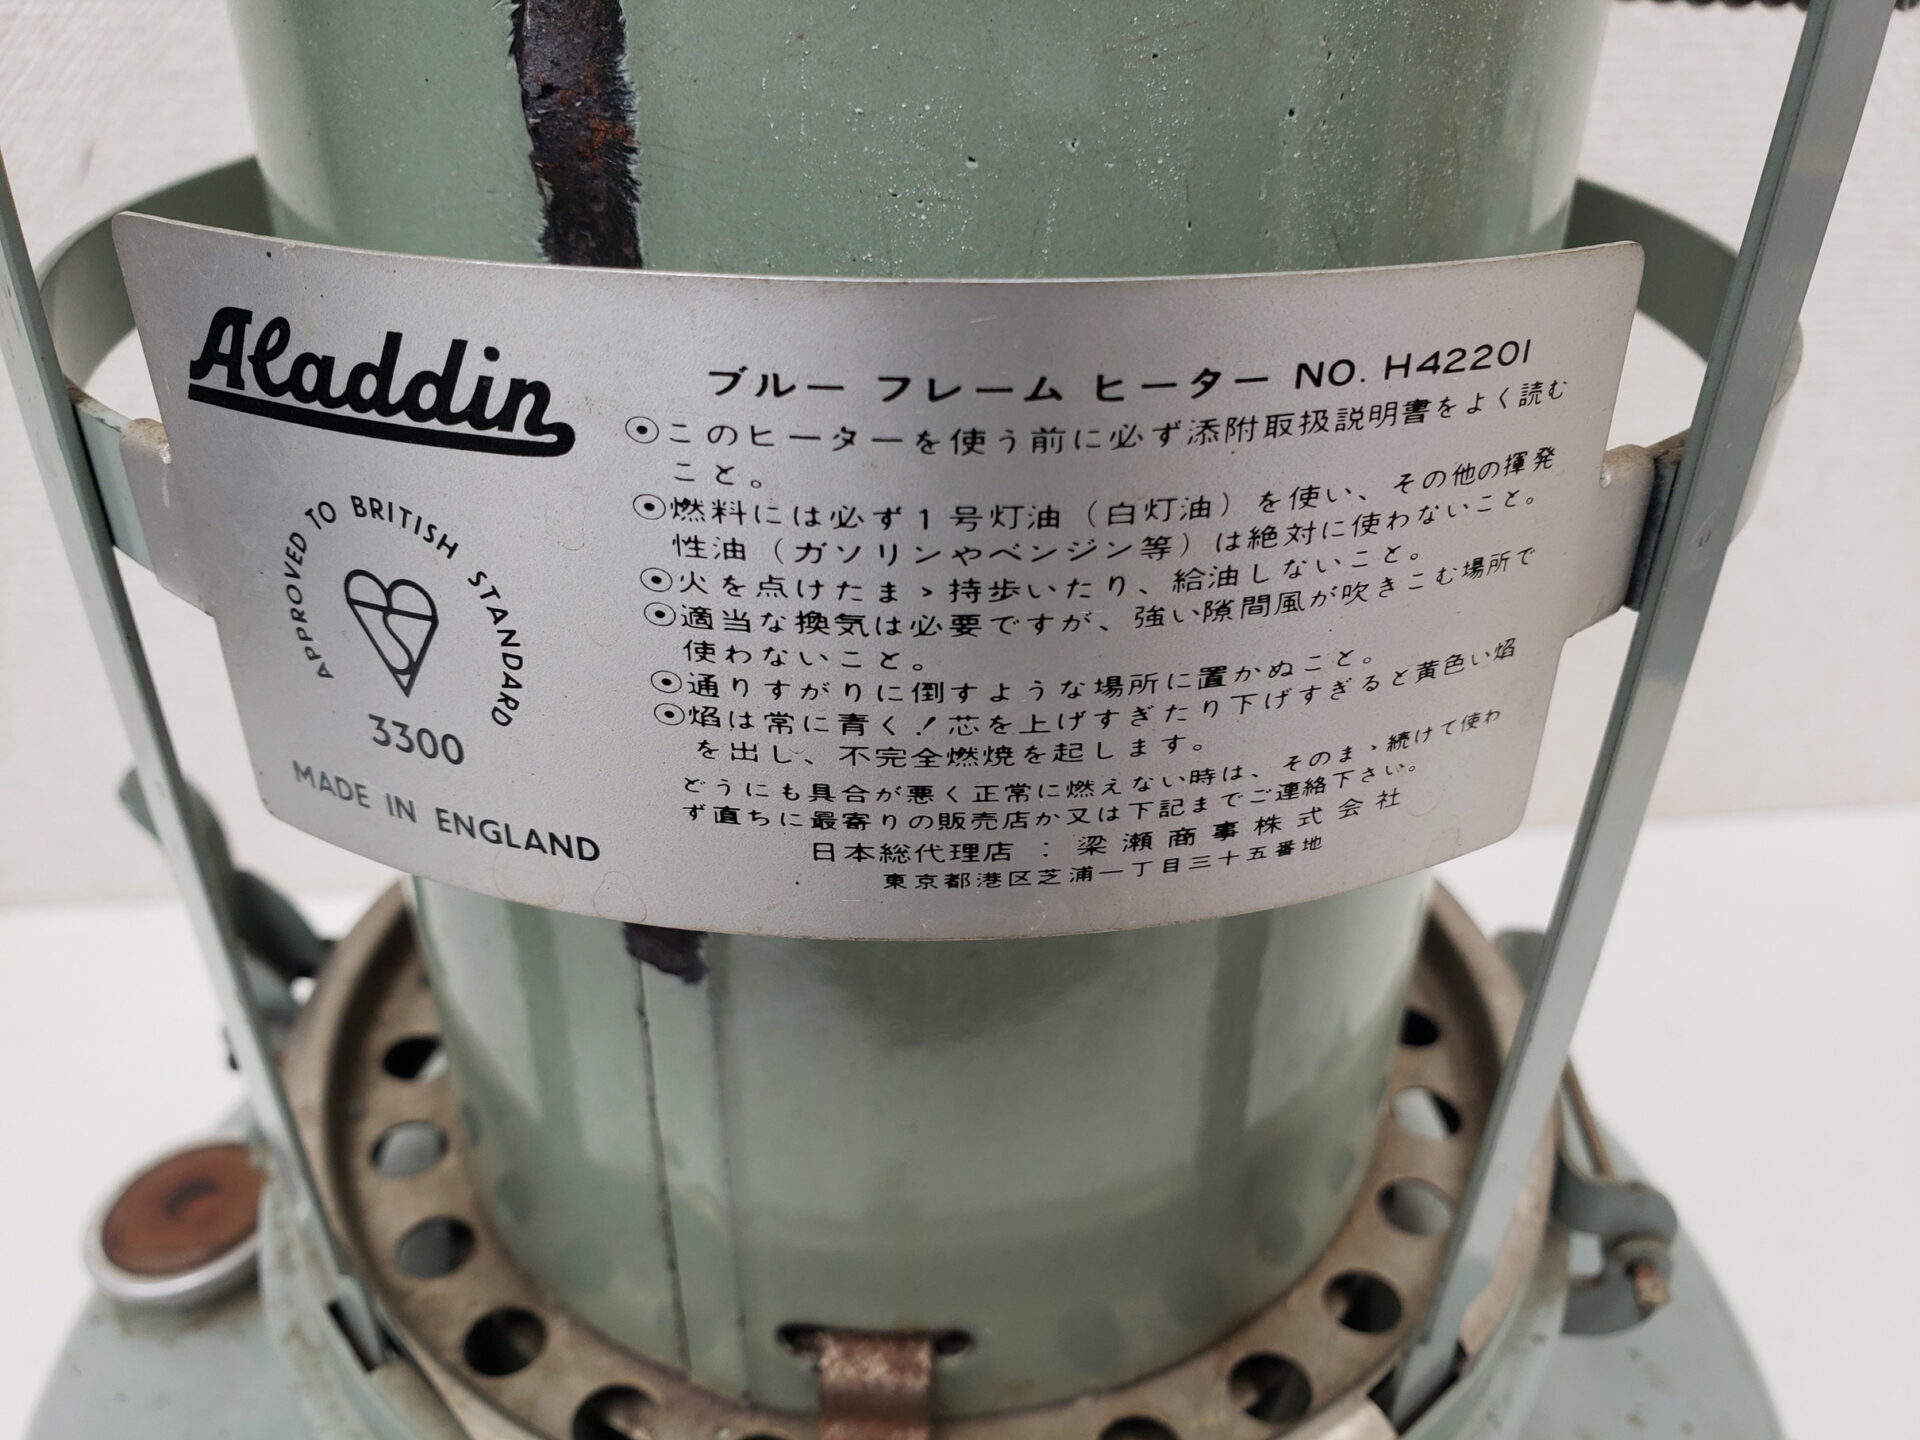 Aladdin
APPROVED TO BRITISH STANDARD
3300
MADE IN ENGLAND
ブルー フレーム ヒーター NO. H42201
⦿このヒーターを使う前に必ず添附取扱説明書をよく読む
こと。
⦿燃料には必ず1号灯油（白灯油）を使い、その他の揮発
性油（ガソリンやベンジン等）は絶対に使わないこと。
⦿火を点けたまゝ持歩いたり、給油しないこと。
⦿適当な換気は必要ですが、強い隙間風が吹きこむ場所で
使わないこと。
⦿通りすがりに倒すような場所に置かぬこと。
⦿焰は常に青く！芯を上げすぎたり下げすぎると黄色い焰
を出し、不完全燃焼を起します。
どうにも具合が悪く正常に燃えない時は、そのまゝ続けて使わ
ず直ちに最寄りの販売店か又は下記までご連絡下さい。
日本総代理店：梁瀬商事株式会社
東京都港区芝浦一丁目三十五番地